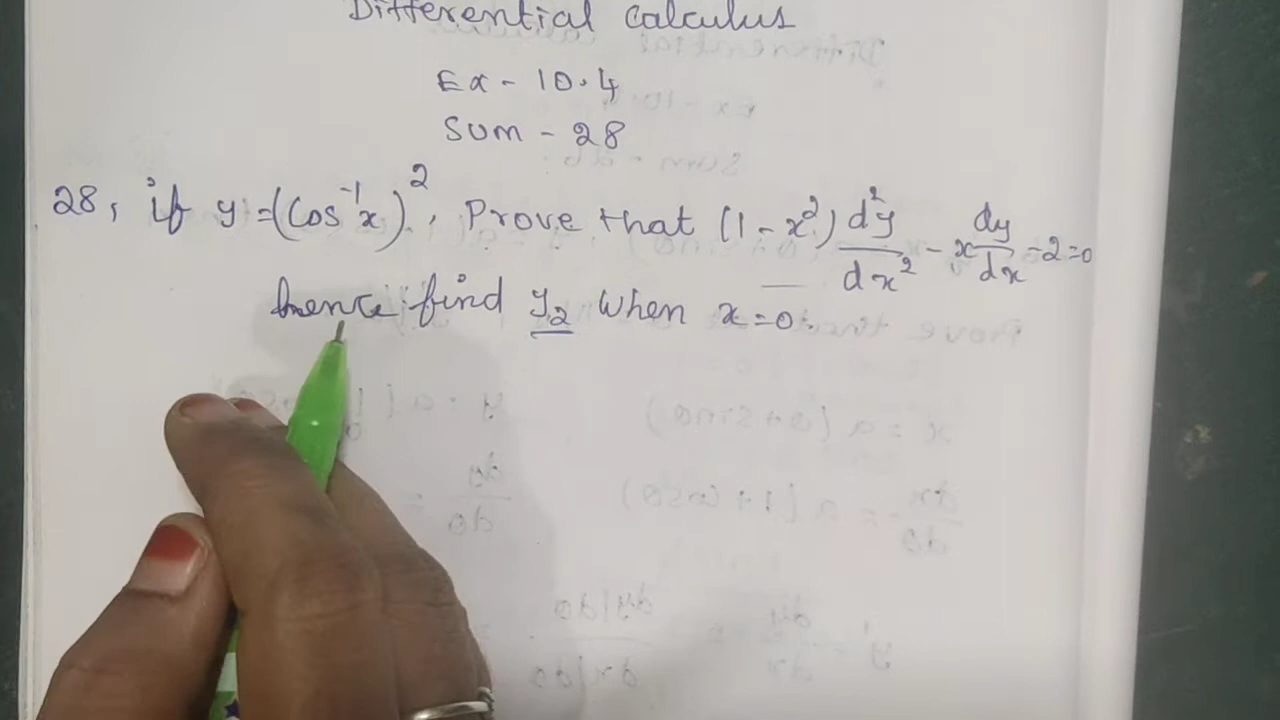 Differential Calculus
Ex - 10.4
Sum - 28
28, if y = (Cos⁻¹x)², Prove that (1 - x²) d²y/dx² - x dy/dx - 2 = 0
hence find y₂ when x = 0.